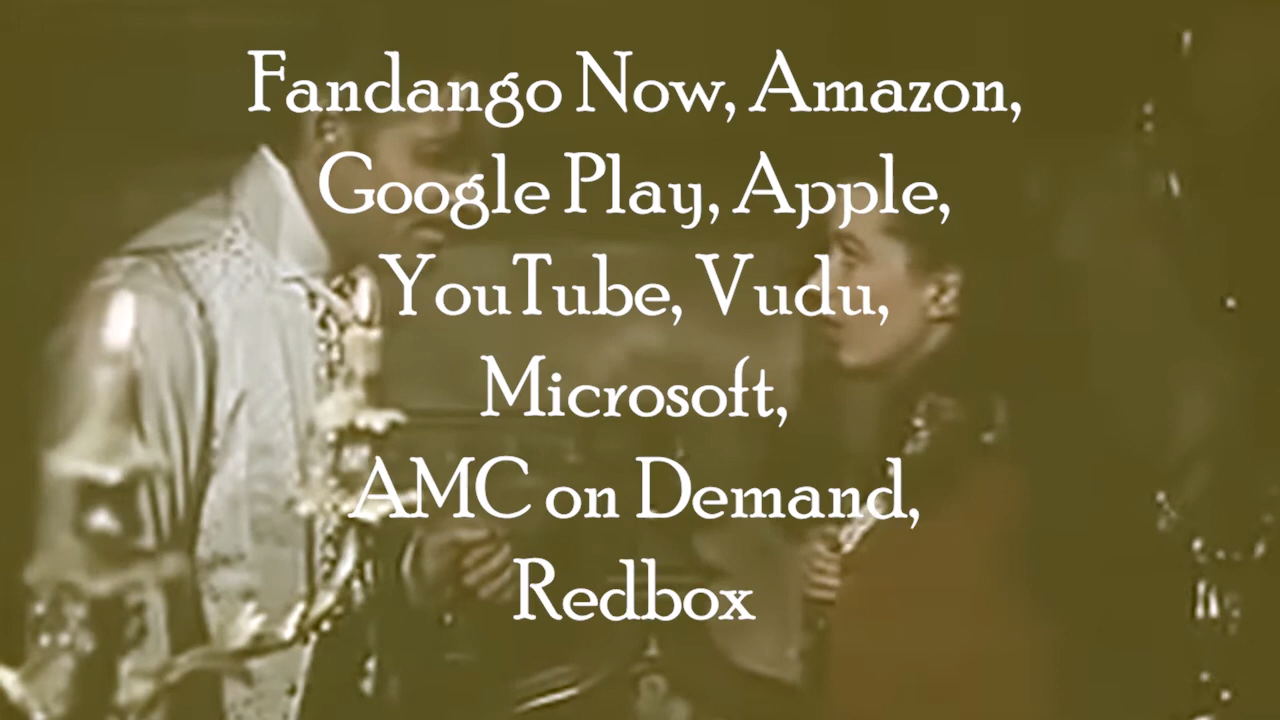 Fandango Now, Amazon,
Google Play, Apple,
YouTube, Vudu,
Microsoft,
AMC on Demand,
Redbox